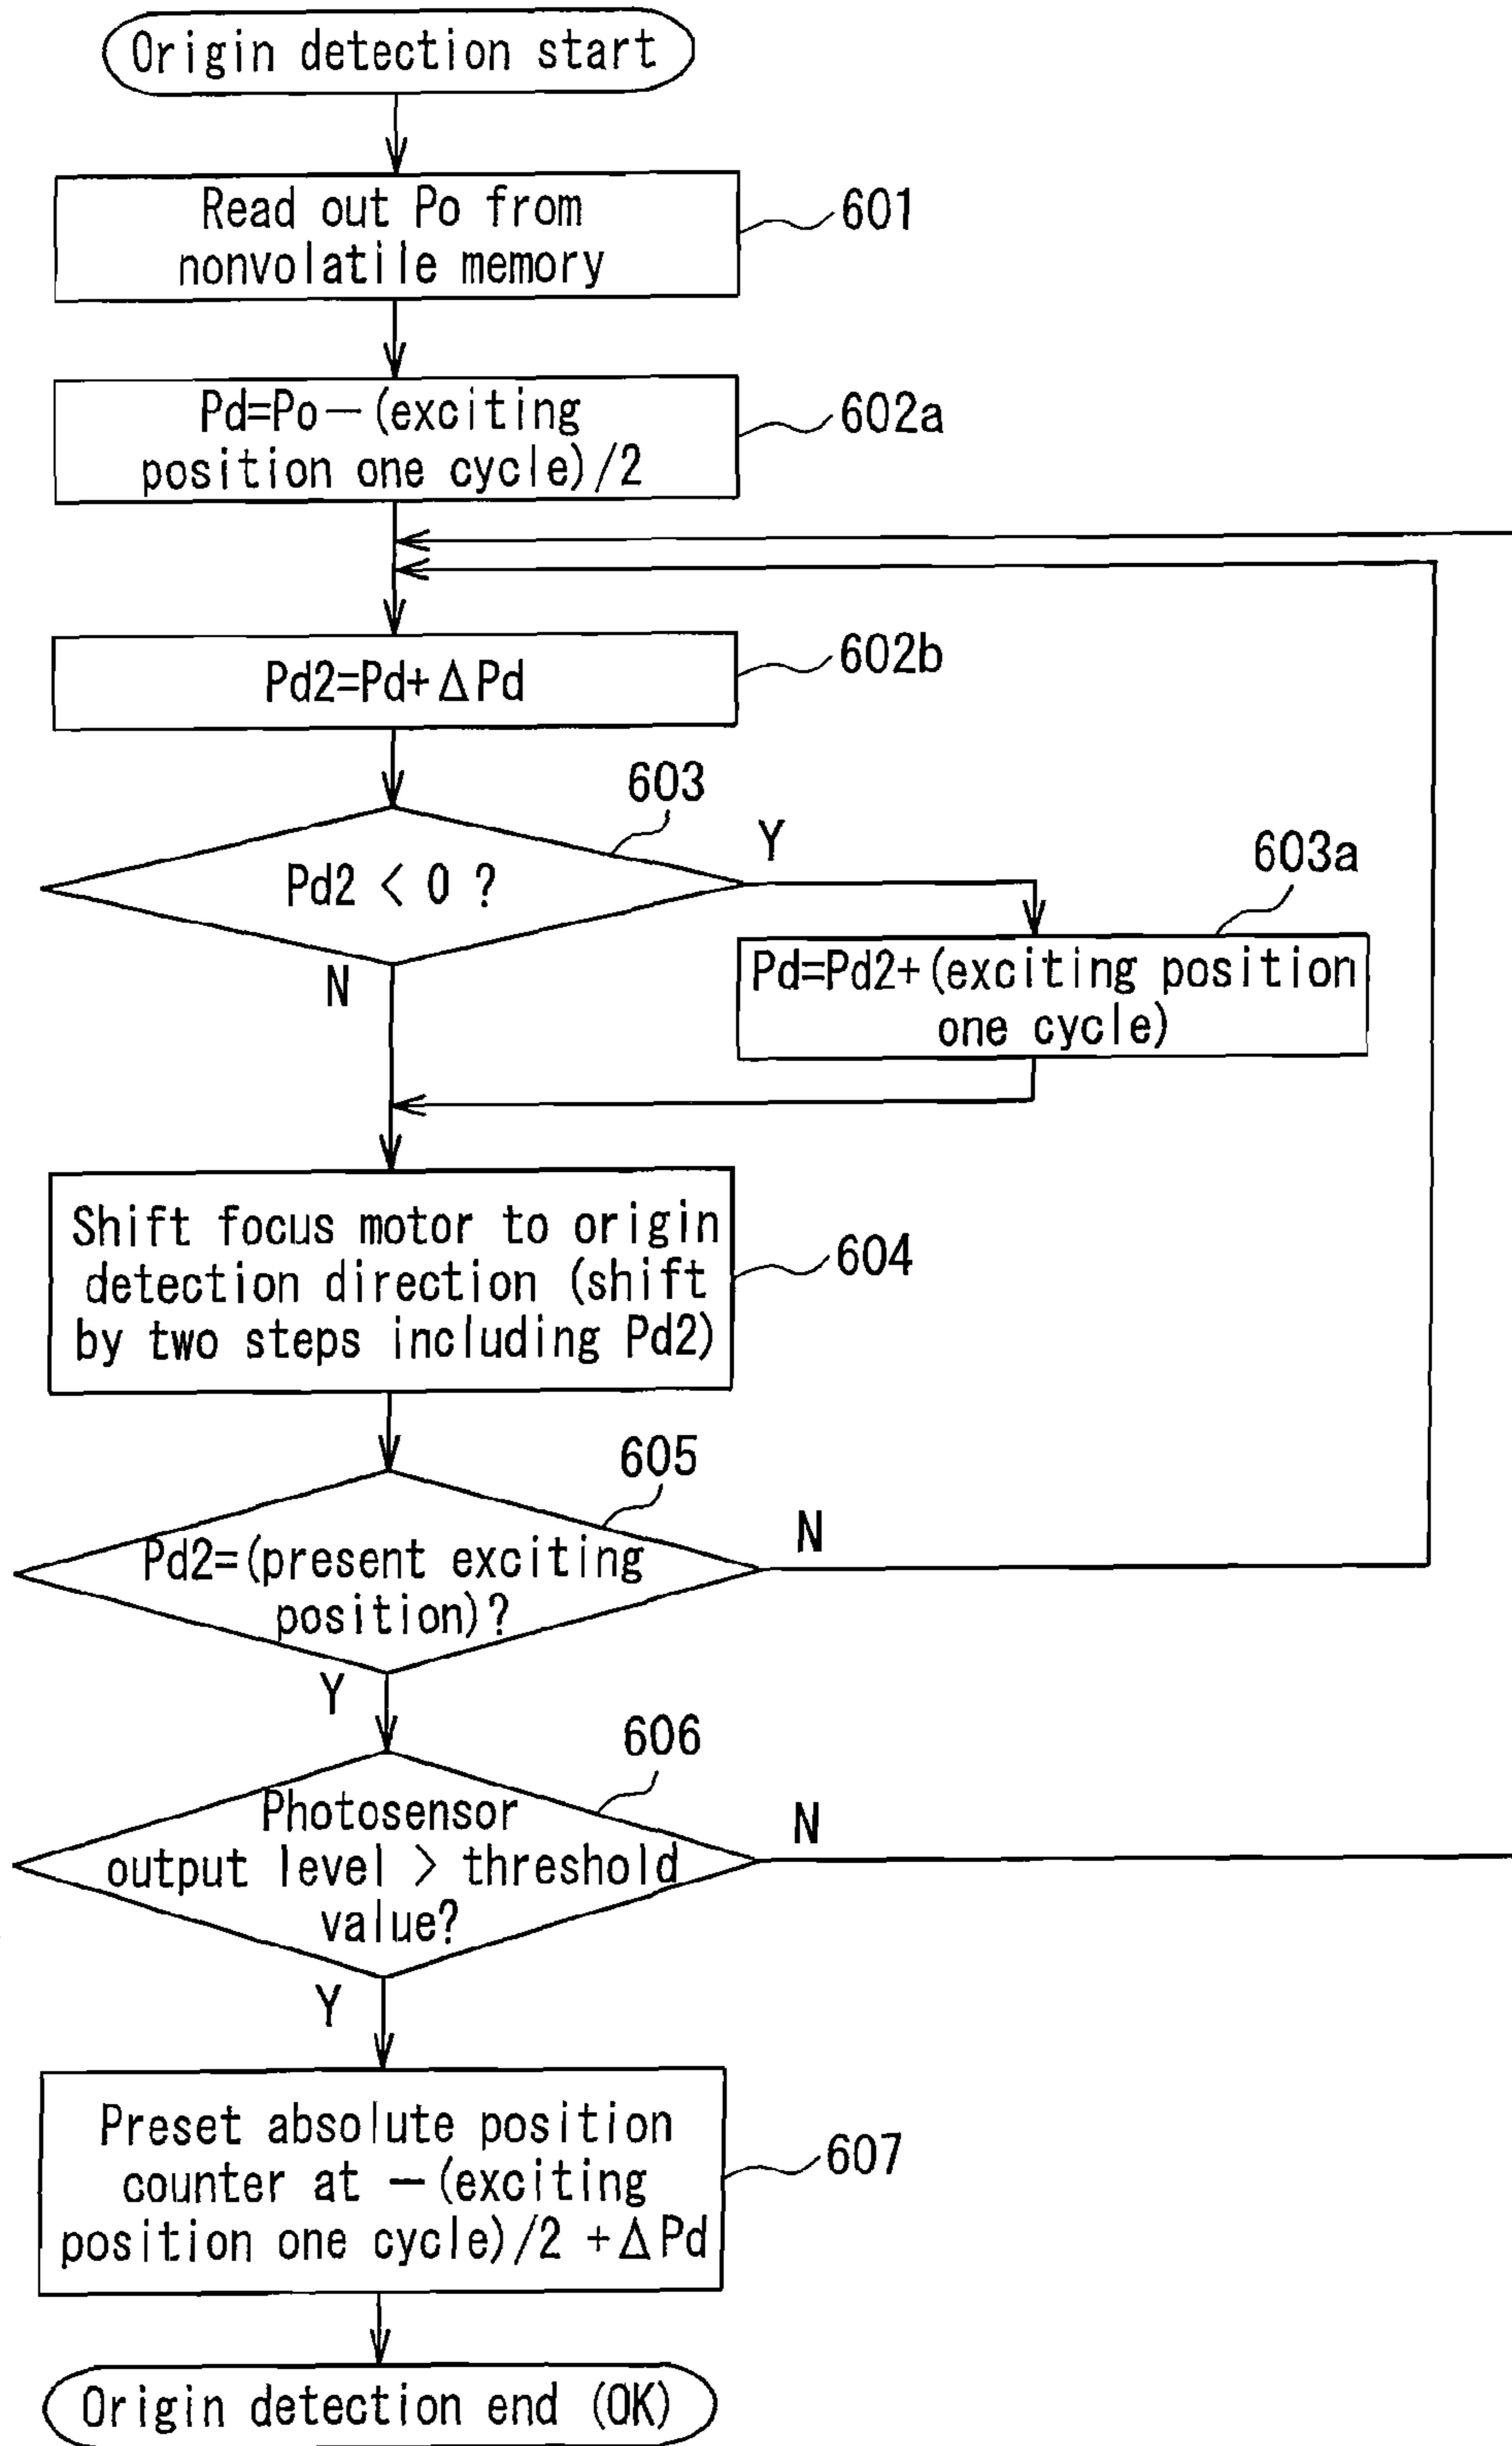 Origin detection start
Read out Po from
nonvolatile memory
601
Pd=Po－(exciting
position one cycle)/2
602a
Pd2=Pd+ΔPd
602b
603
Pd2 < 0 ?
Y
N
603a
Pd=Pd2+(exciting position
one cycle)
Shift focus motor to origin
detection direction (shift
by two steps including Pd2)
604
605
Pd2=(present exciting
position)?
N
Y
606
Photosensor
output level > threshold
value?
N
Y
Preset absolute position
counter at －(exciting
position one cycle)/2 +ΔPd
607
Origin detection end (OK)